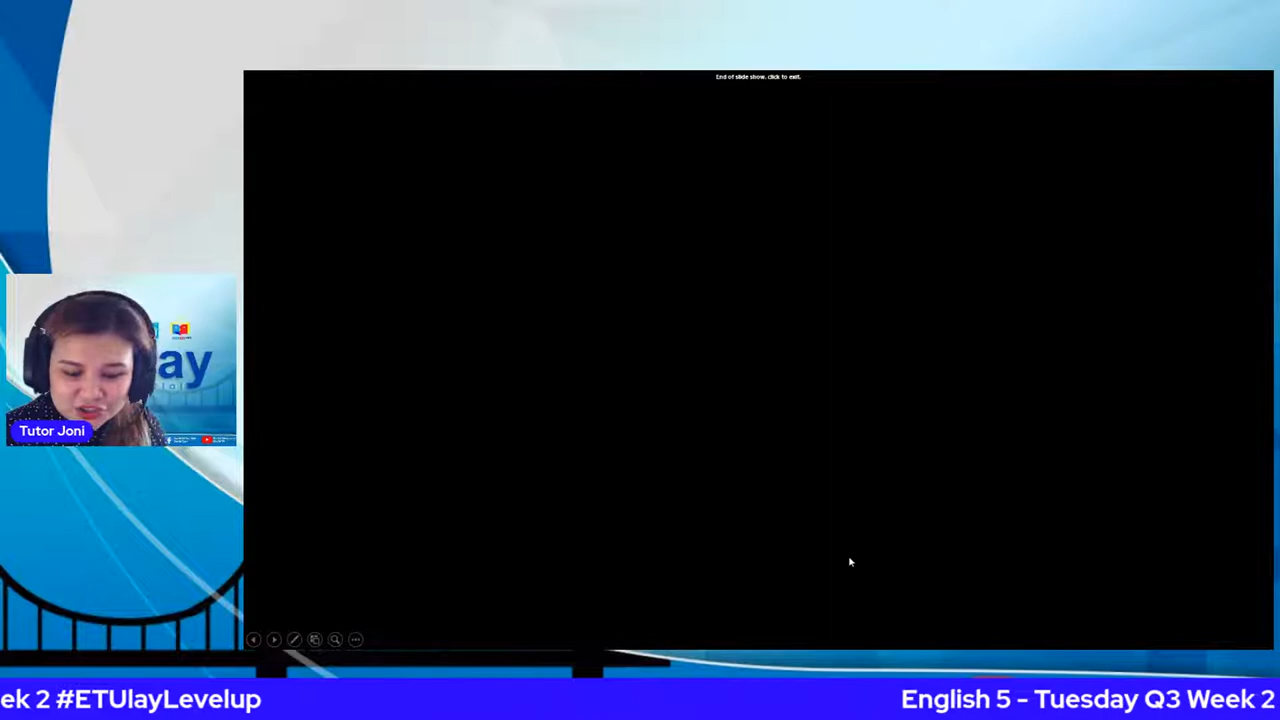 End of slide show, click to exit.
ay
Tutor Joni
ek 2 #ETUlayLevelup
English 5 - Tuesday Q3 Week 2